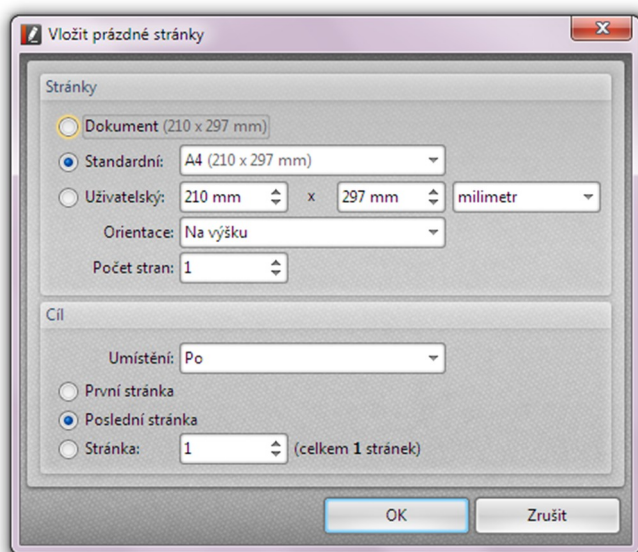 Vložit prázdné stránky
Stránky
Dokument (210 x 297 mm)
Standardní: A4 (210 x 297 mm)
Uživatelský: 210 mm x 297 mm milimetr
Orientace: Na výšku
Počet stran: 1
Cíl
Umístění: Po
První stránka
Poslední stránka
Stránka: 1 (celkem 1 stránek)
OK Zrušit